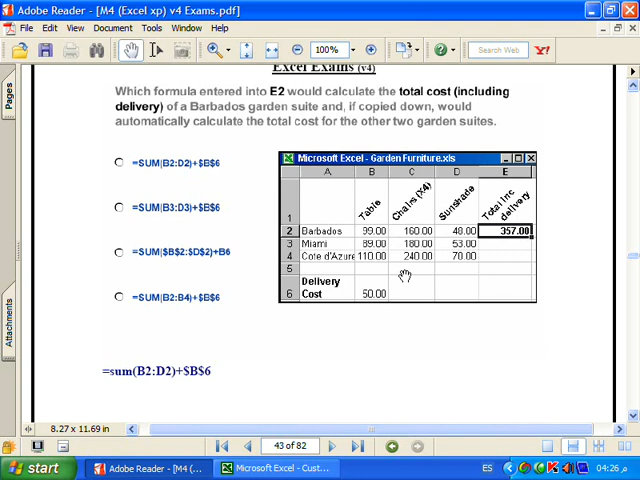 Adobe Reader - [M4 (Excel xp) v4 Exams.pdf]
File Edit View Document Tools Window Help
100%
Search Web
Pages
Attachments
Excel Exams (v4)
Which formula entered into E2 would calculate the total cost (including
delivery) of a Barbados garden suite and, if copied down, would
automatically calculate the total cost for the other two garden suites.
=SUM(B2:D2)+$B$6
=SUM(B3:D3)+$B$6
=SUM($B$2:$D$2)+B6
=SUM(B2:B4)+$B$6
Microsoft Excel - Garden Furniture.xls
A B C D E
1 Table Chairs (X4) Sunshade Total Inc delivery
2 Barbados 99.00 160.00 48.00 357.00
3 Miami 89.00 180.00 53.00
4 Cote d'Azure 110.00 240.00 70.00
5
Delivery
6 Cost 50.00
=sum(B2:D2)+$B$6
8.27 x 11.69 in
43 of 82
start
Adobe Reader - [M4 (...
Microsoft Excel - Cust...
ES
04:26 م